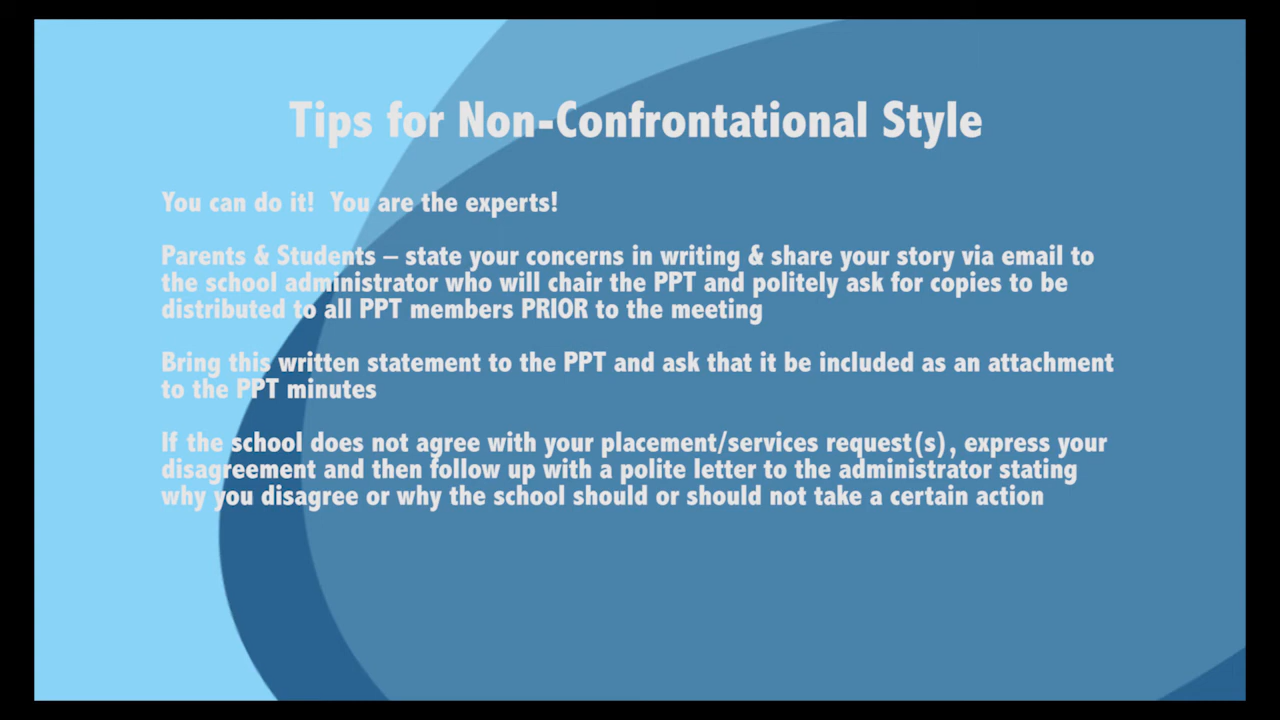 Tips for Non-Confrontational Style
You can do it!  You are the experts!
Parents & Students – state your concerns in writing & share your story via email to
the school administrator who will chair the PPT and politely ask for copies to be
distributed to all PPT members PRIOR to the meeting
Bring this written statement to the PPT and ask that it be included as an attachment
to the PPT minutes
If the school does not agree with your placement/services request(s), express your
disagreement and then follow up with a polite letter to the administrator stating
why you disagree or why the school should or should not take a certain action